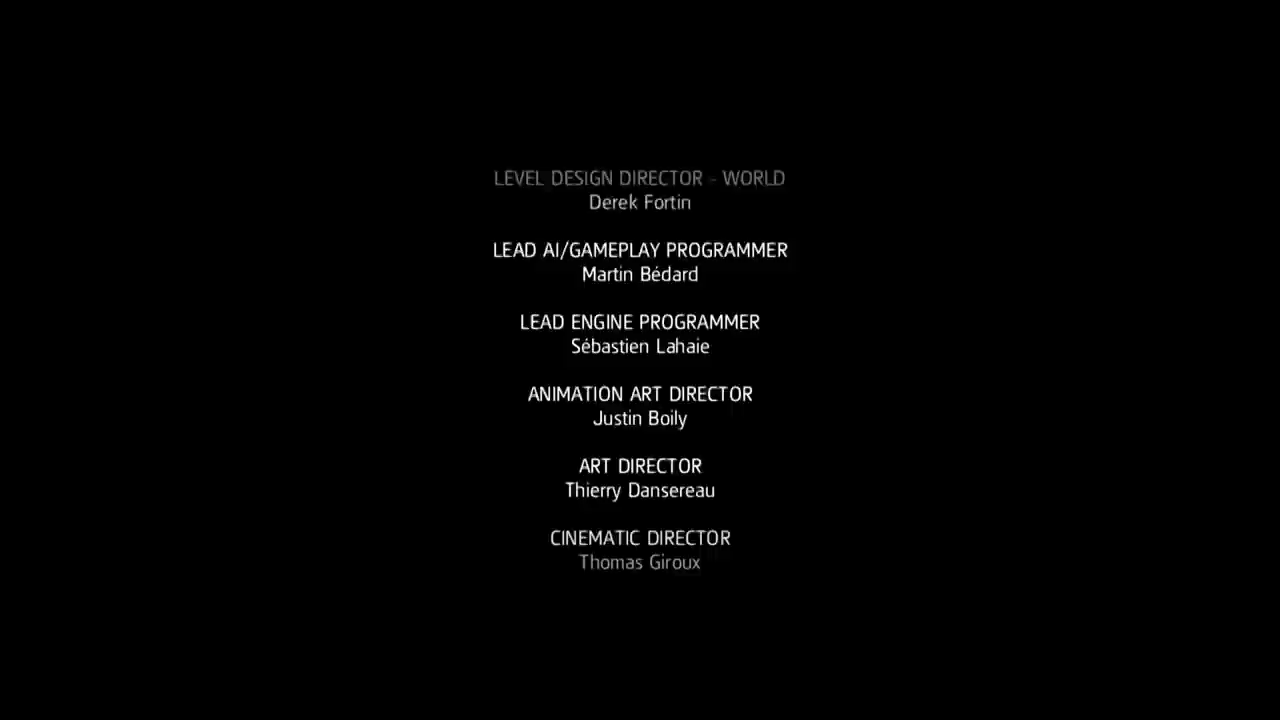 LEVEL DESIGN DIRECTOR - WORLD
Derek Fortin
LEAD AI/GAMEPLAY PROGRAMMER
Martin Bédard
LEAD ENGINE PROGRAMMER
Sébastien Lahaie
ANIMATION ART DIRECTOR
Justin Boily
ART DIRECTOR
Thierry Dansereau
CINEMATIC DIRECTOR
Thomas Giroux